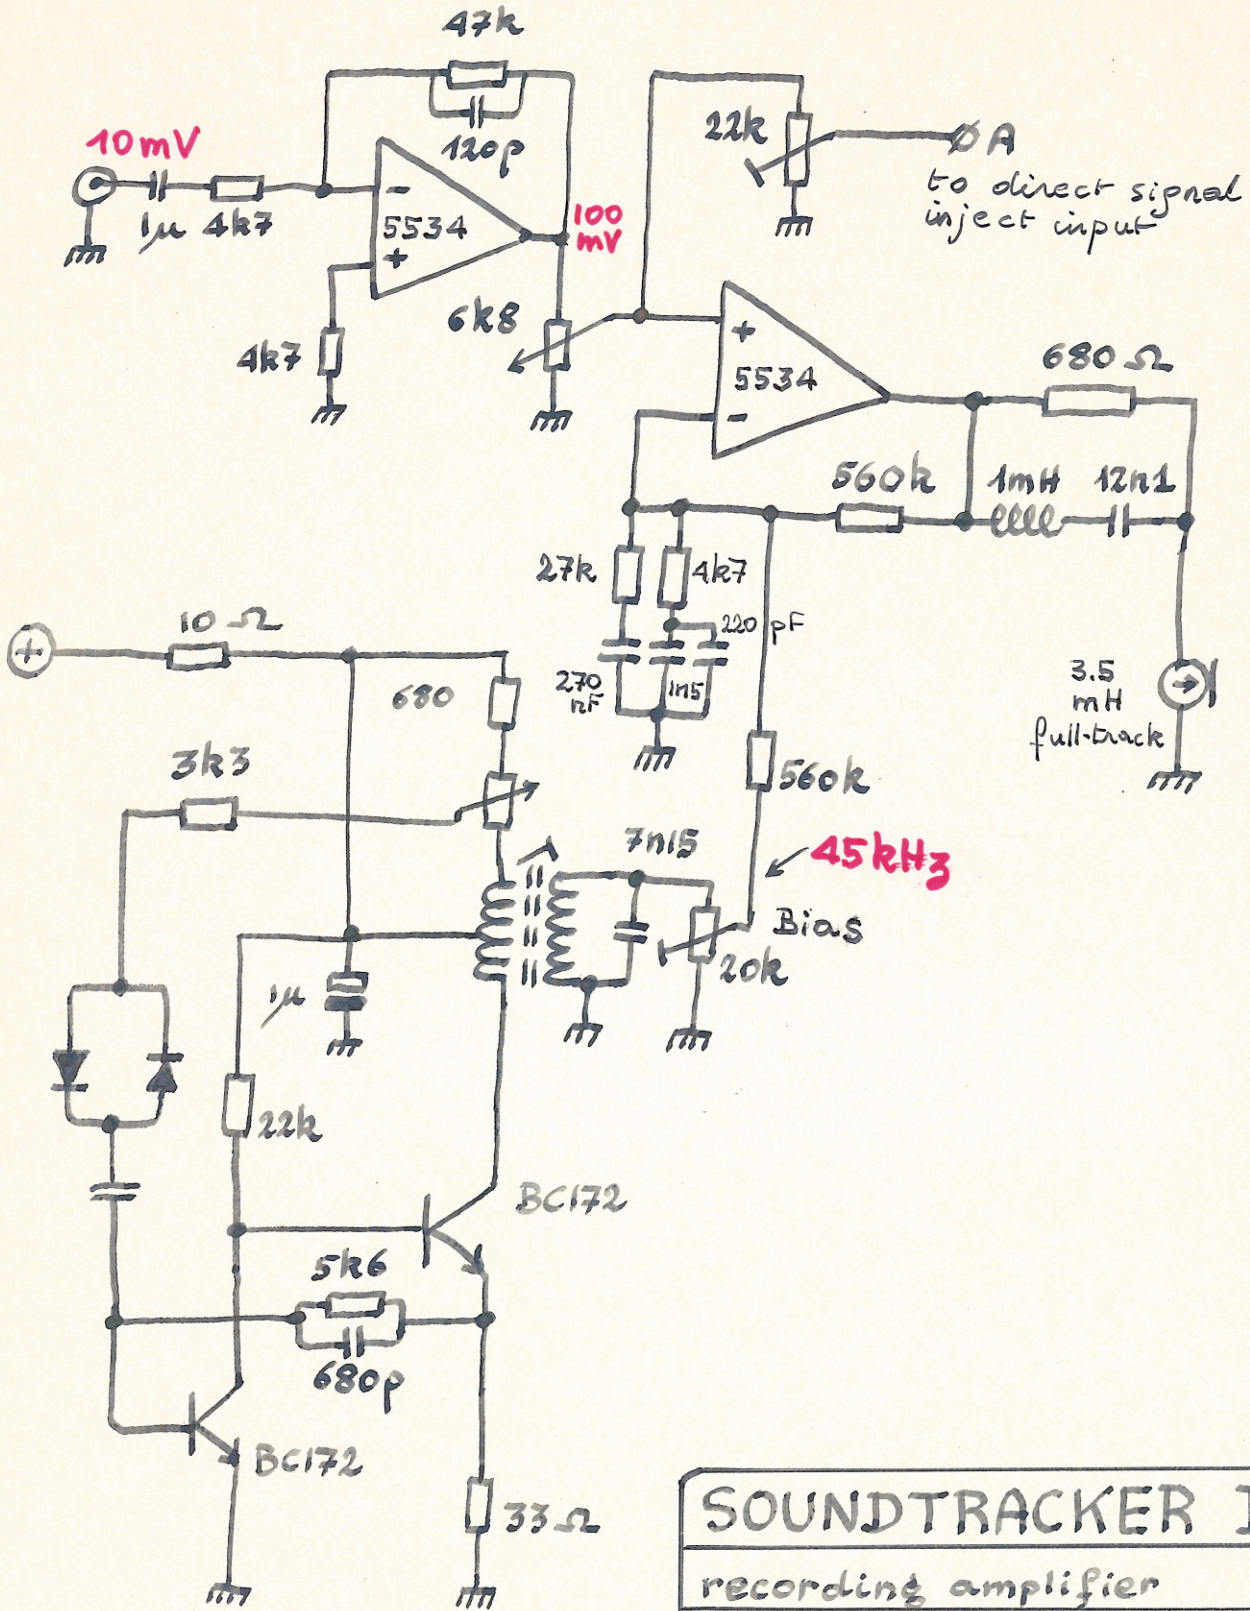 47k
120p
10mV
1µ 4k7
-
5534
+
100
mV
4k7
6k8
22k
ØA
to direct signal
inject input
+
5534
-
680Ω
560k
1mH
12n1
27k
4k7
220 pF
270
nF
1n5
560k
3.5
mH
full-track
+
10 Ω
680
3k3
7n15
45kHz
Bias
20k
1µ
22k
BC172
5k6
680p
BC172
33Ω
SOUNDTRACKER
recording amplifier